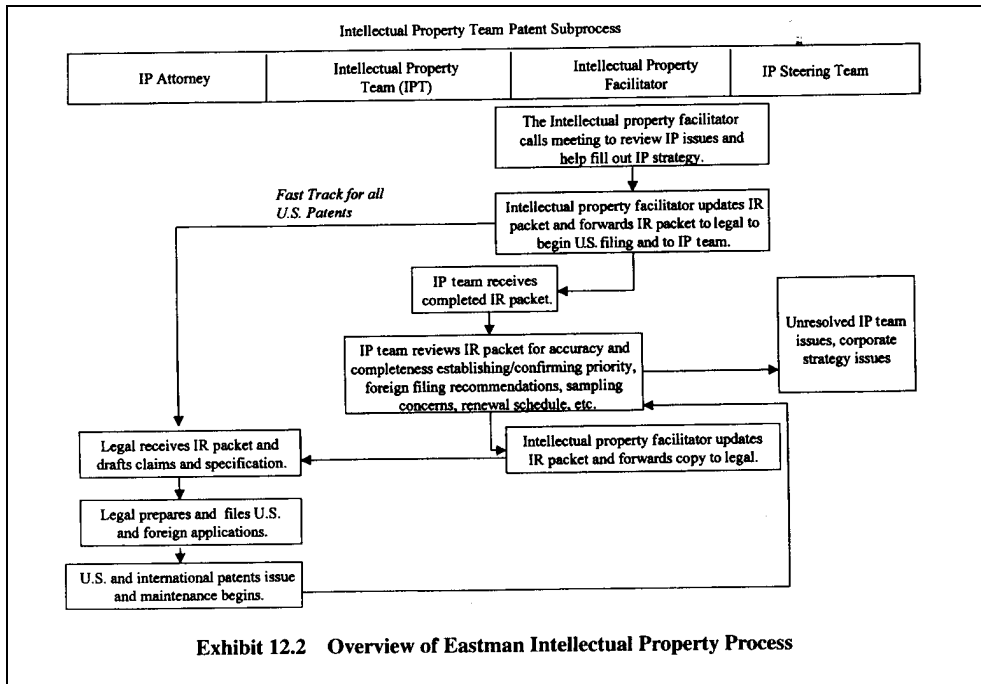 Intellectual Property Team Patent Subprocess
IP Attorney
Intellectual Property
Team (IPT)
Intellectual Property
Facilitator
IP Steering Team
The Intellectual property facilitator
calls meeting to review IP issues and
help fill out IP strategy.
Fast Track for all
U.S. Patents
Intellectual property facilitator updates IR
packet and forwards IR packet to legal to
begin U.S. filing and to IP team.
IP team receives
completed IR packet.
Unresolved IP team
issues, corporate
strategy issues
IP team reviews IR packet for accuracy and
completeness establishing/confirming priority,
foreign filing recommendations, sampling
concerns, renewal schedule, etc.
Intellectual property facilitator updates
IR packet and forwards copy to legal.
Legal receives IR packet and
drafts claims and specification.
Legal prepares and files U.S.
and foreign applications.
U.S. and international patents issue
and maintenance begins.
Exhibit 12.2 Overview of Eastman Intellectual Property Process